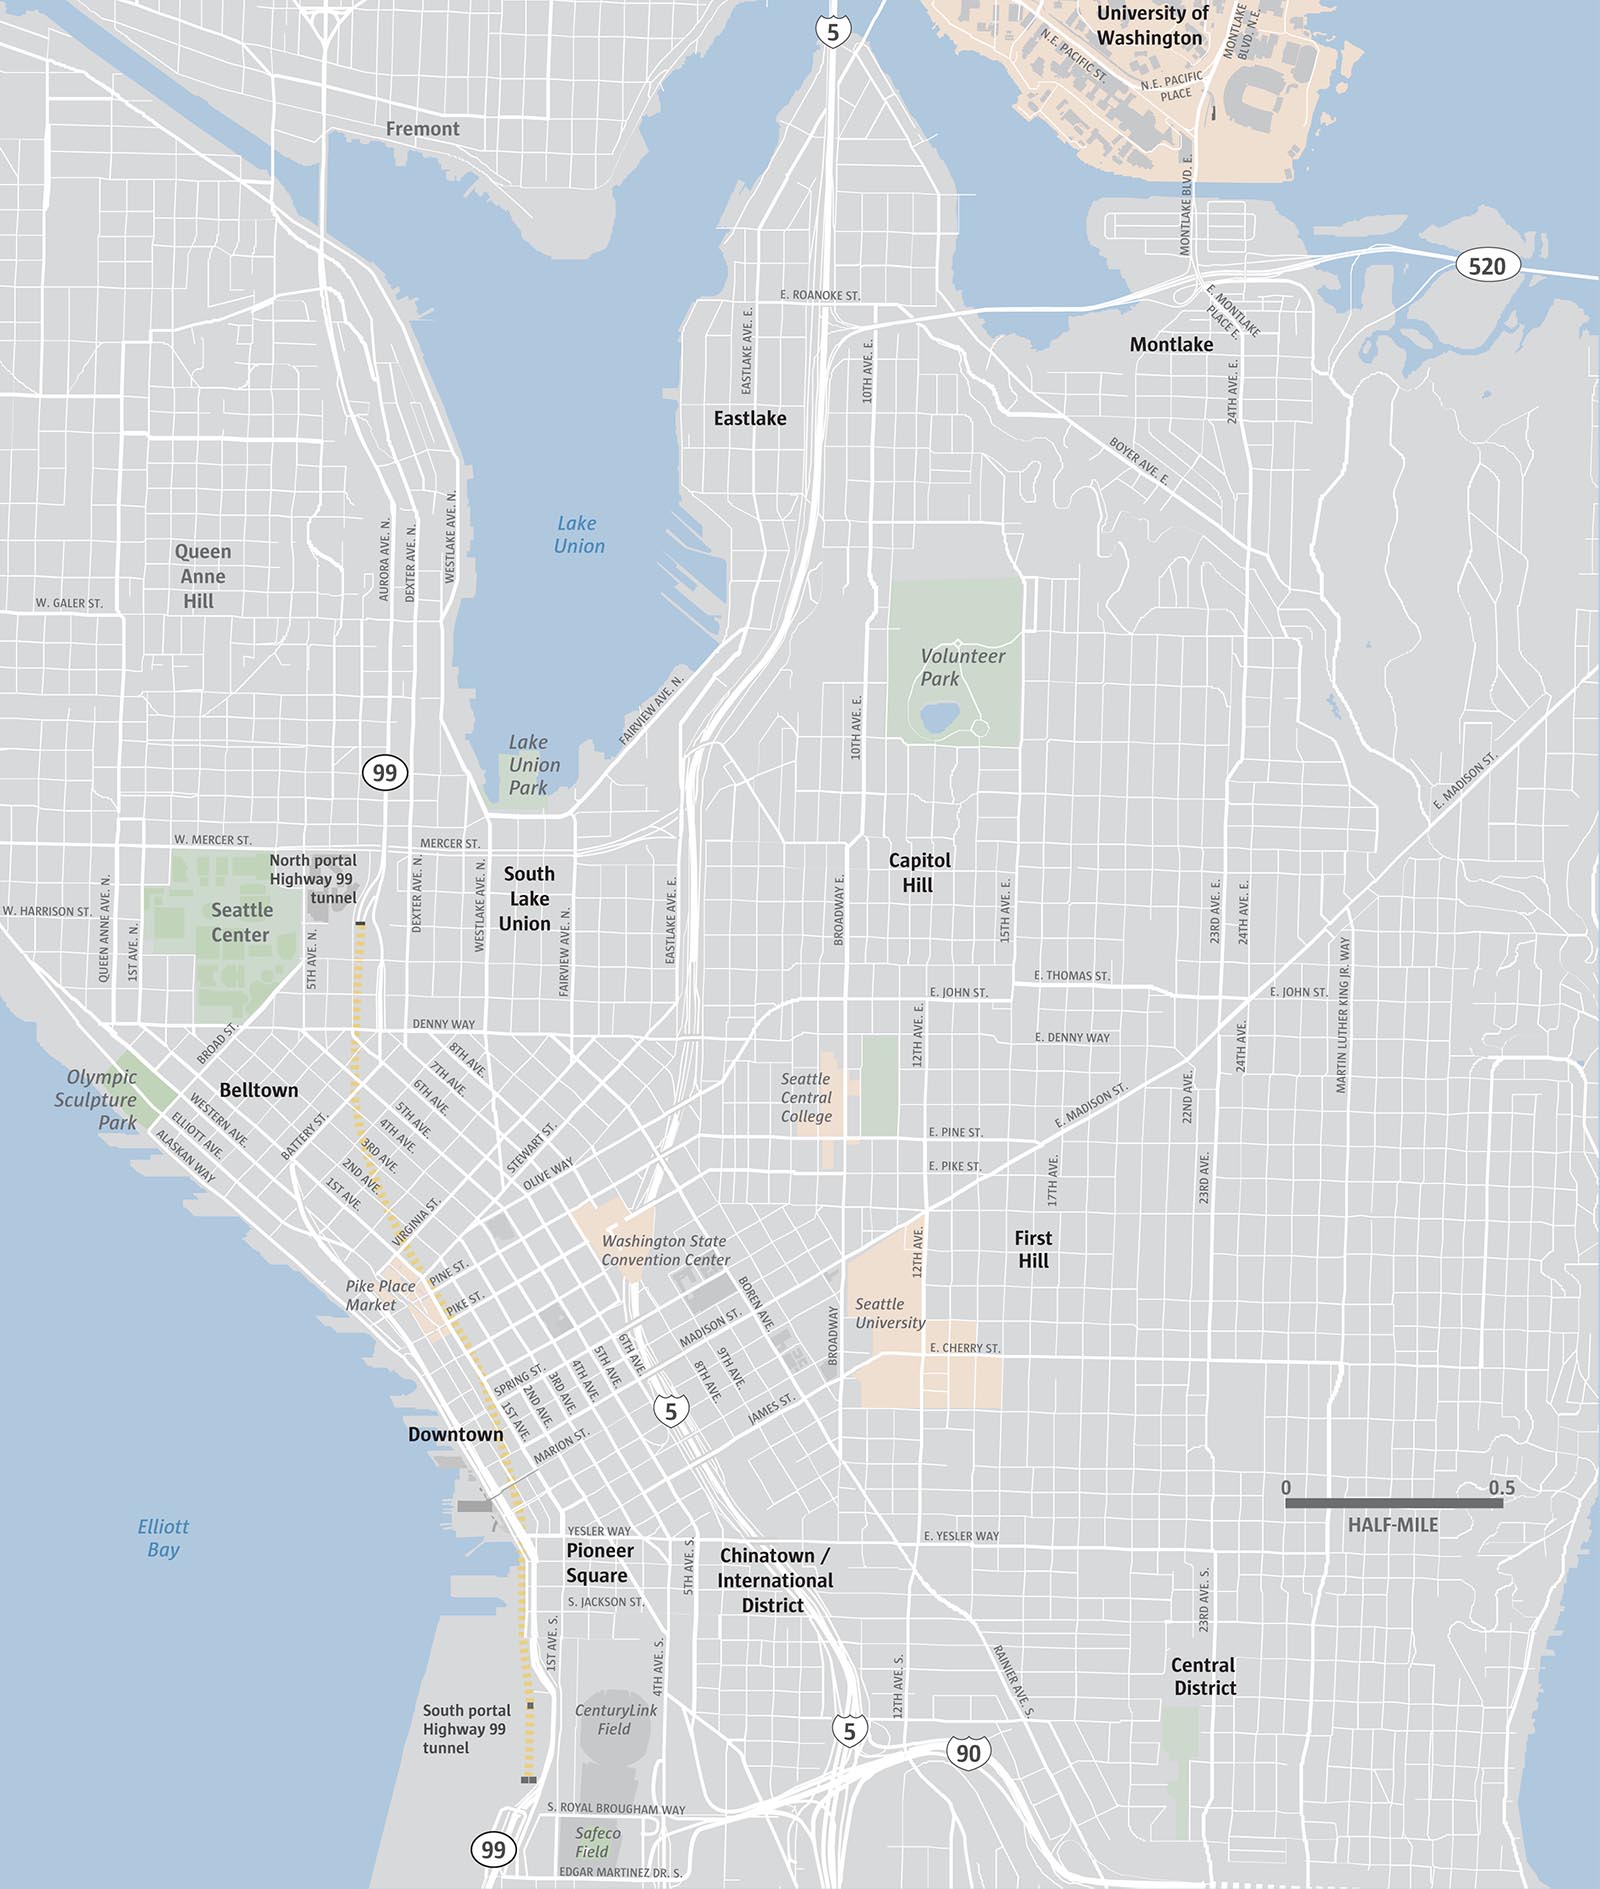 5
University of
Washington
MONTLAKE
BLVD. N.E.
N.E. PACIFIC ST.
N.E. PACIFIC
PLACE
Fremont
MONTLAKE BLVD. E.
520
E. ROANOKE ST.
E. MONTLAKE
PLACE E.
Montlake
EASTLAKE AVE. E.
10TH AVE. E.
24TH AVE. E.
Eastlake
BOYER AVE. E.
Lake
Union
Queen
Anne
Hill
AURORA AVE. N.
DEXTER AVE. N.
WESTLAKE AVE. N.
W. GALER ST.
Volunteer
Park
FAIRVIEW AVE. N.
10TH AVE. E.
Lake
Union
Park
99
E. MADISON ST.
W. MERCER ST.
MERCER ST.
North portal
Highway 99
tunnel
South
Lake
Union
Capitol
Hill
W. HARRISON ST.
QUEEN ANNE AVE. N.
1ST AVE. N.
Seattle
Center
5TH AVE. N.
DEXTER AVE. N.
WESTLAKE AVE. N.
FAIRVIEW AVE. N.
EASTLAKE AVE. E.
BROADWAY E.
15TH AVE. E.
23RD AVE. E.
24TH AVE. E.
MARTIN LUTHER KING JR. WAY
E. THOMAS ST.
E. JOHN ST.
E. JOHN ST.
DENNY WAY
BROAD ST.
12TH AVE. E.
E. DENNY WAY
24TH AVE.
8TH AVE.
7TH AVE.
6TH AVE.
5TH AVE.
4TH AVE.
3RD AVE.
2ND AVE.
1ST AVE.
Olympic
Sculpture
Park
Belltown
WESTERN AVE.
ELLIOTT AVE.
ALASKAN WAY
BATTERY ST.
Seattle
Central
College
E. MADISON ST.
22ND AVE.
STEWART ST.
OLIVE WAY
E. PINE ST.
E. PIKE ST.
17TH AVE.
23RD AVE.
VIRGINIA ST.
Washington State
Convention Center
First
Hill
12TH AVE.
PINE ST.
PIKE ST.
Pike Place
Market
BOREN AVE.
MADISON ST.
Seattle
University
BROADWAY
E. CHERRY ST.
6TH AVE.
5TH AVE.
4TH AVE.
3RD AVE.
2ND AVE.
1ST AVE.
SPRING ST.
9TH AVE.
8TH AVE.
JAMES ST.
5
Downtown
MARION ST.
0
0.5
HALF-MILE
Elliott
Bay
YESLER WAY
E. YESLER WAY
Pioneer
Square
5TH AVE. S.
Chinatown /
International
District
S. JACKSON ST.
23RD AVE. S.
1ST AVE. S.
4TH AVE. S.
12TH AVE. S.
RAINIER AVE. S.
Central
District
South portal
Highway 99
tunnel
CenturyLink
Field
5
90
S. ROYAL BROUGHAM WAY
99
Safeco
Field
EDGAR MARTINEZ DR. S.